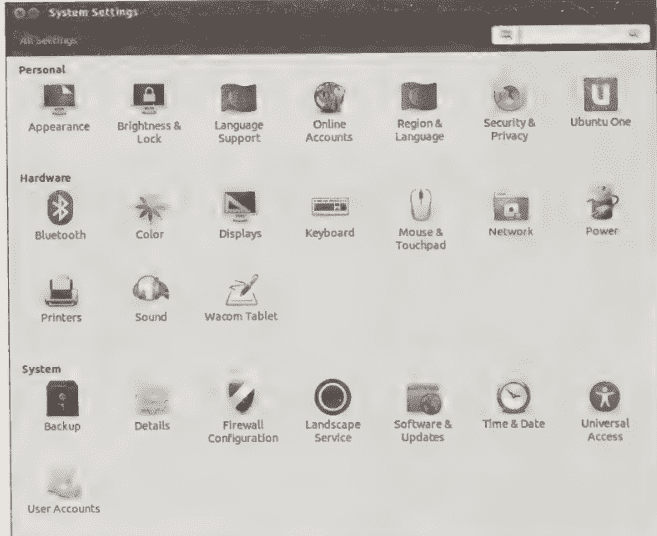 System Settings
All Settings
Personal
Appearance
Brightness &
Lock
Language
Support
Online
Accounts
Region &
Language
Security &
Privacy
Ubuntu One
Hardware
Bluetooth
Color
Displays
Keyboard
Mouse &
Touchpad
Network
Power
Printers
Sound
Wacom Tablet
System
Backup
Details
Firewall
Configuration
Landscape
Service
Software &
Updates
Time & Date
Universal
Access
User Accounts